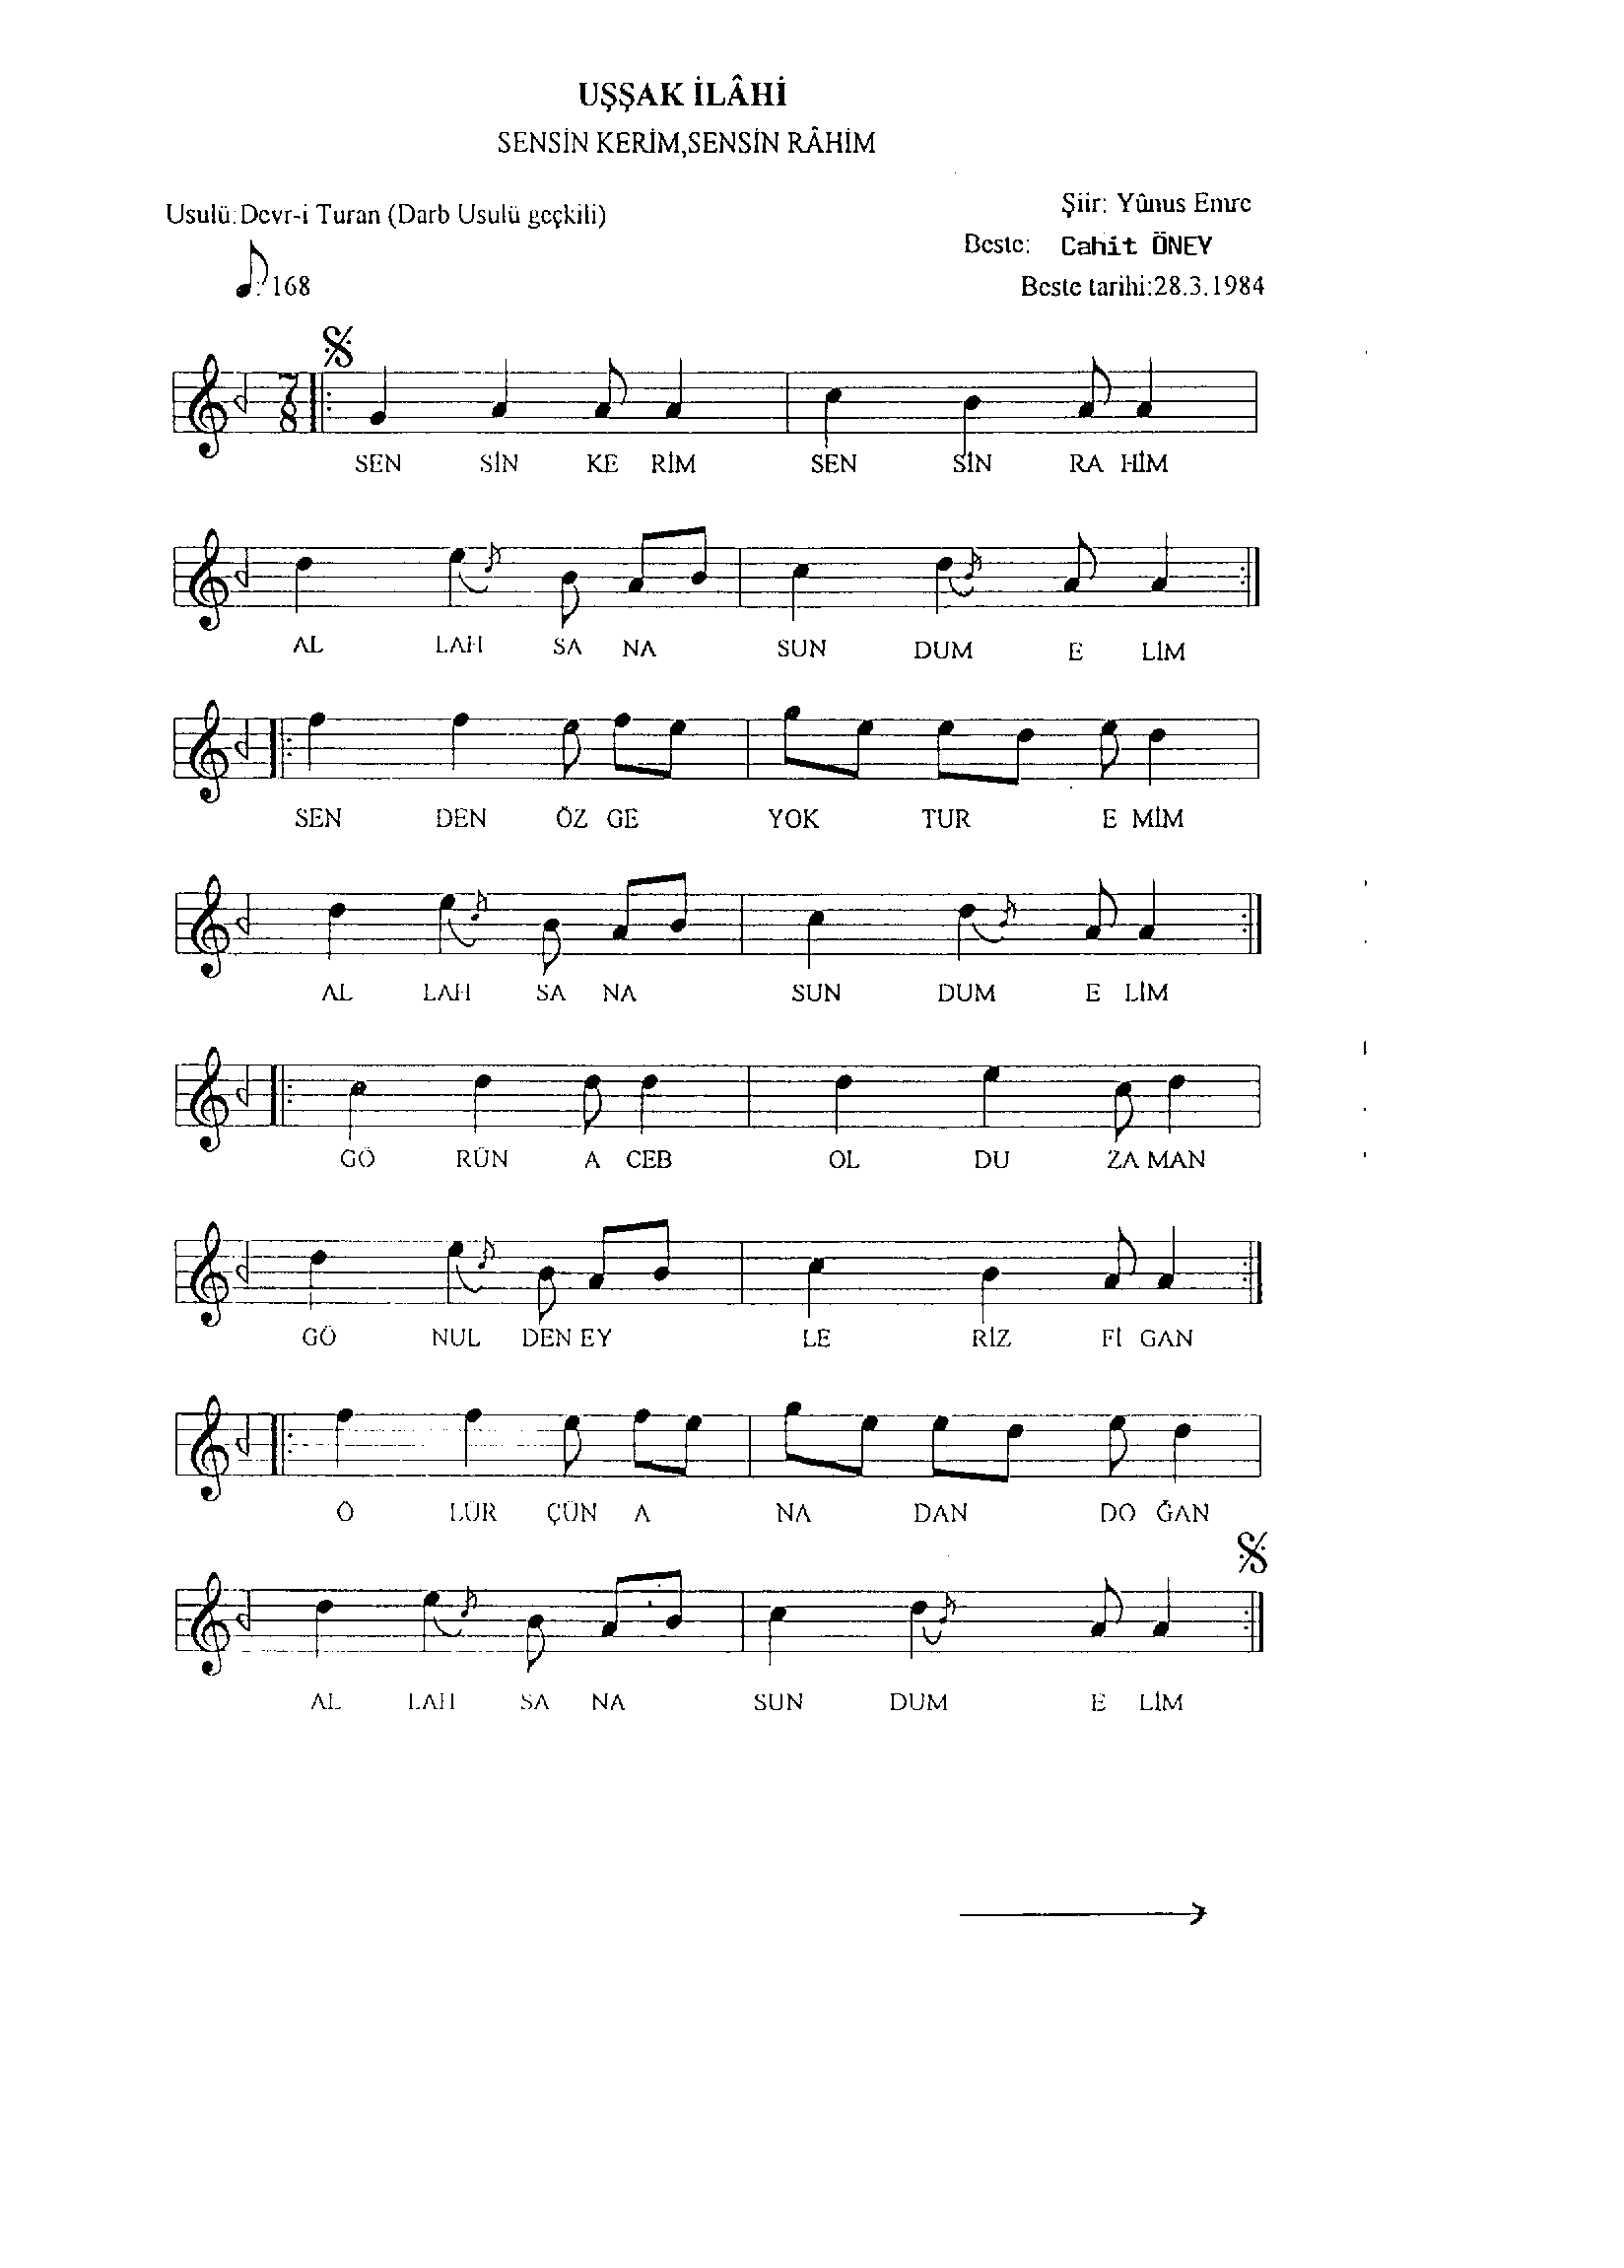 UŞŞAK İLÂHİ
SENSİN KERİM,SENSİN RÂHİM
Usulü:Devr-i Turan (Darb Usulü geçkili)
Şiir: Yûnus Emre
Beste: Cahit ÖNEY
168
Beste tarihi:28.3.1984
7
8
SEN SİN KE RİM SEN SİN RA HİM
AL LAH SA NA SUN DUM E LİM
SEN DEN ÖZ GE YOK TUR E MİM
AL LAH SA NA SUN DUM E LİM
GÖ RÜN A CEB OL DU ZA MAN
GÖ NUL DEN EY LE RİZ Fİ GAN
Ö LÜR ÇÜN A NA DAN DO ĞAN
AL LAH SA NA SUN DUM E LİM